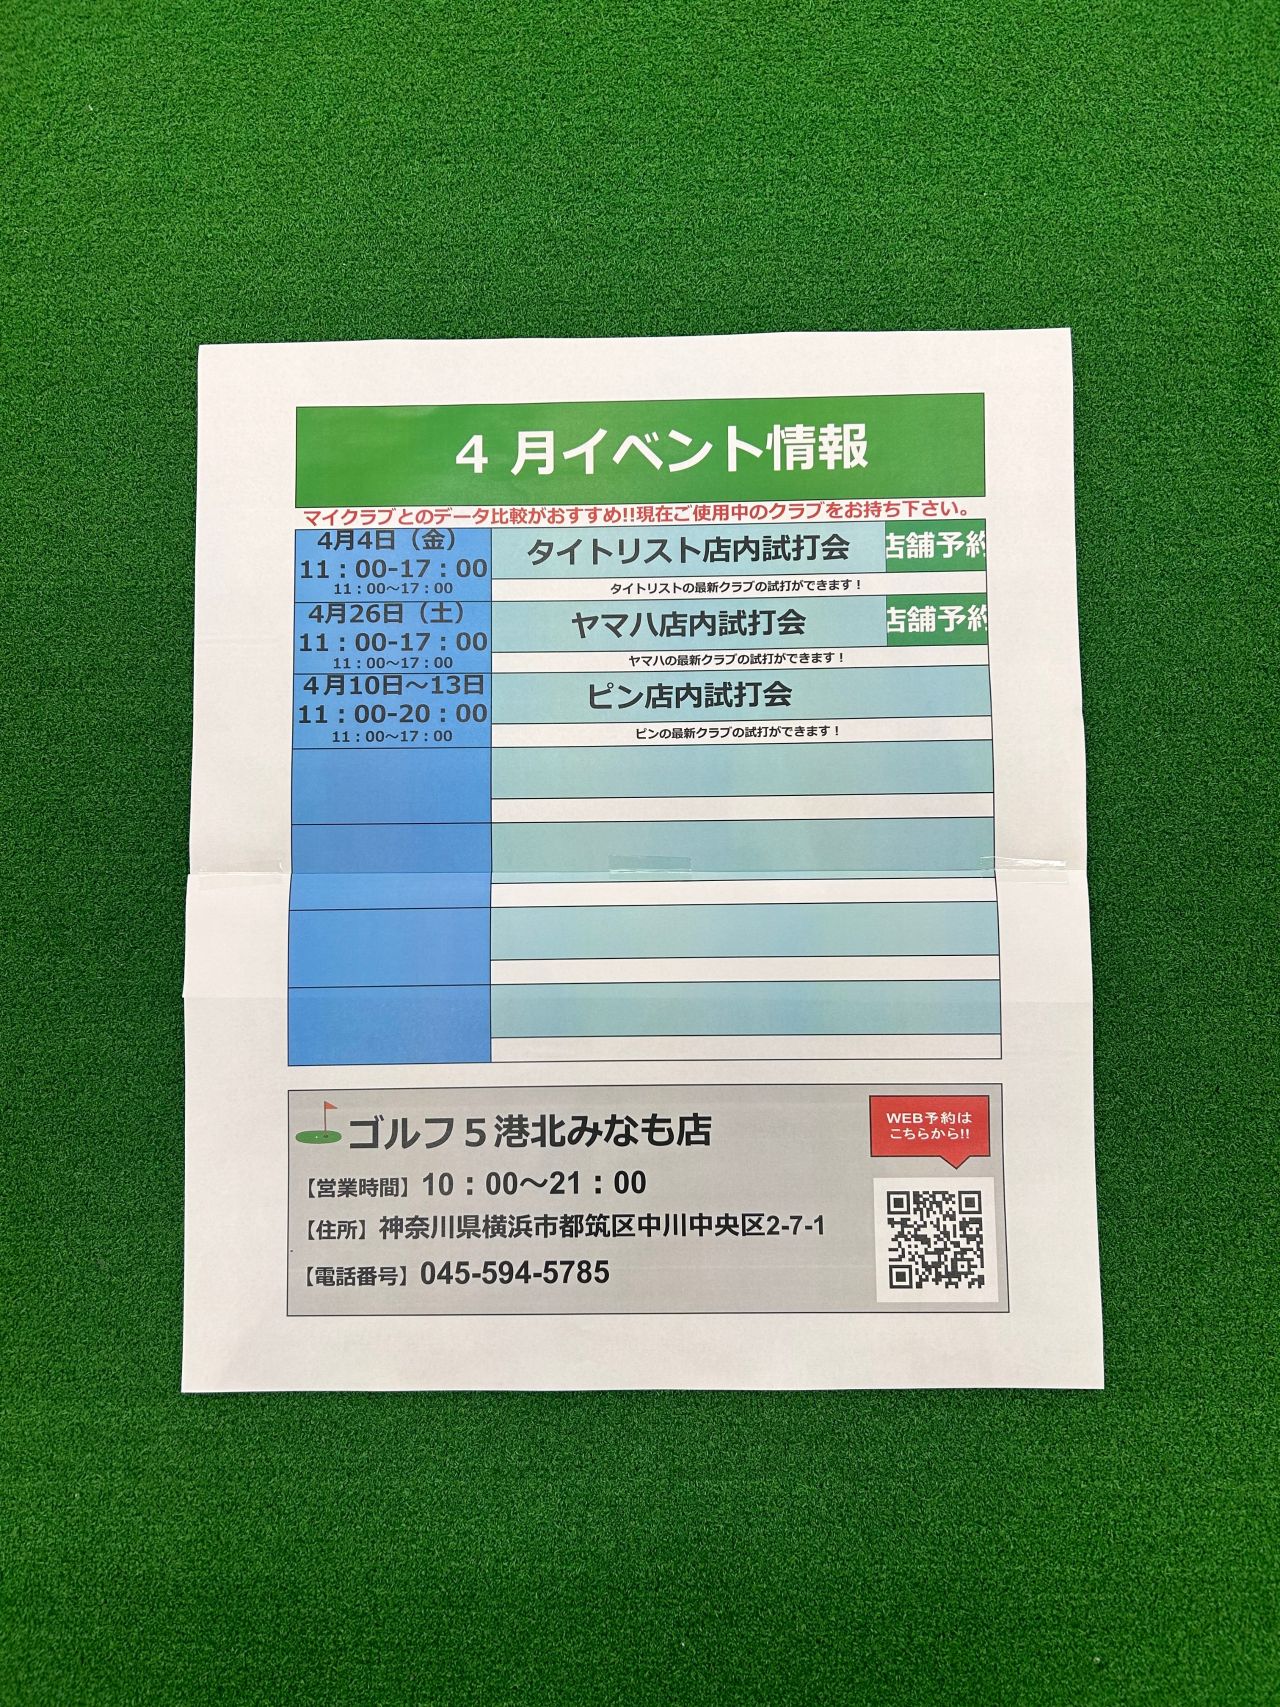 4 月イベント情報
マイクラブとのデータ比較がおすすめ!!現在ご使用中のクラブをお持ち下さい。
4月4日（金）
11：00-17：00
11：00～17：00
タイトリスト店内試打会
店舗予約
タイトリストの最新クラブの試打ができます！
4月26日（土）
11：00-17：00
11：00～17：00
ヤマハ店内試打会
店舗予約
ヤマハの最新クラブの試打ができます！
4月10日～13日
11：00-20：00
11：00～17：00
ピン店内試打会
ピンの最新クラブの試打ができます！
ゴルフ５港北みなも店
【営業時間】10：00～21：00
【住所】神奈川県横浜市都筑区中川中央区2-7-1
【電話番号】045-594-5785
WEB予約は
こちらから!!